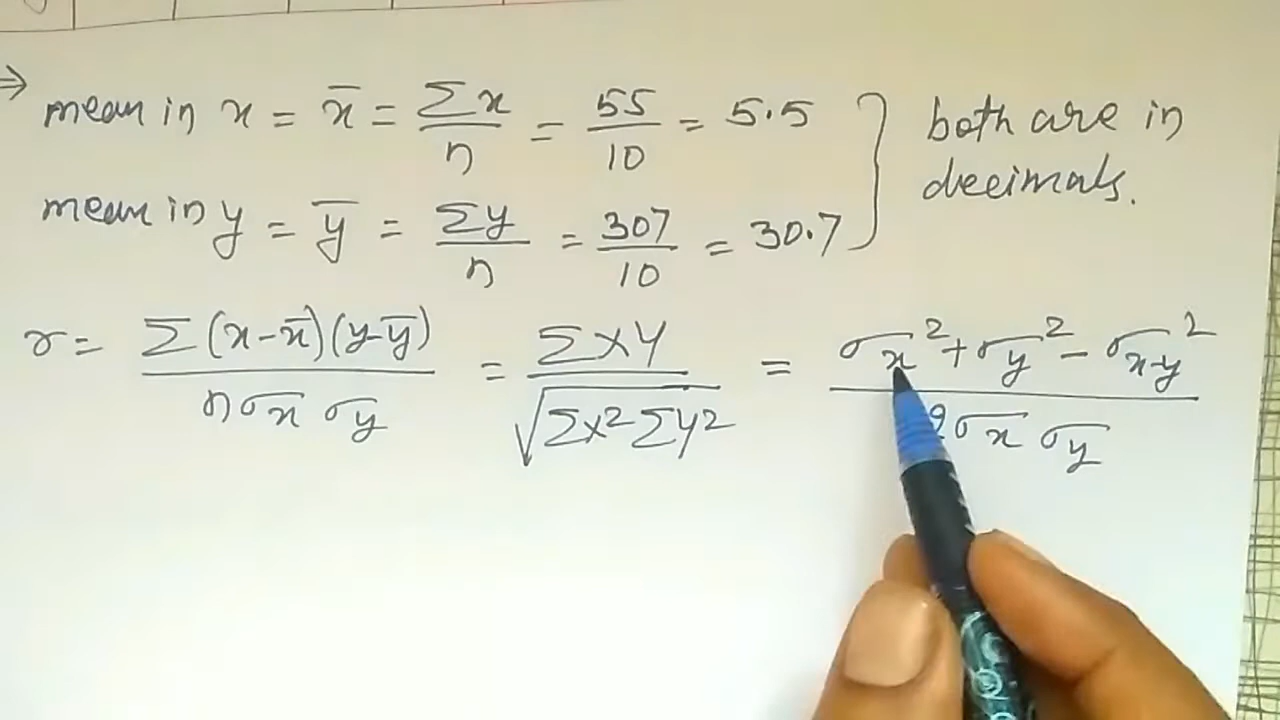 ⇒ mean in x = x̄ = Σx/n = 55/10 = 5.5 } both are in decimals.
mean in y = ȳ = Σy/n = 307/10 = 30.7
r = Σ(x-x̄)(y-ȳ)/nσx σy = ΣXY/√ΣX²ΣY² = σx²+σy²-σx-y²/2σx σy